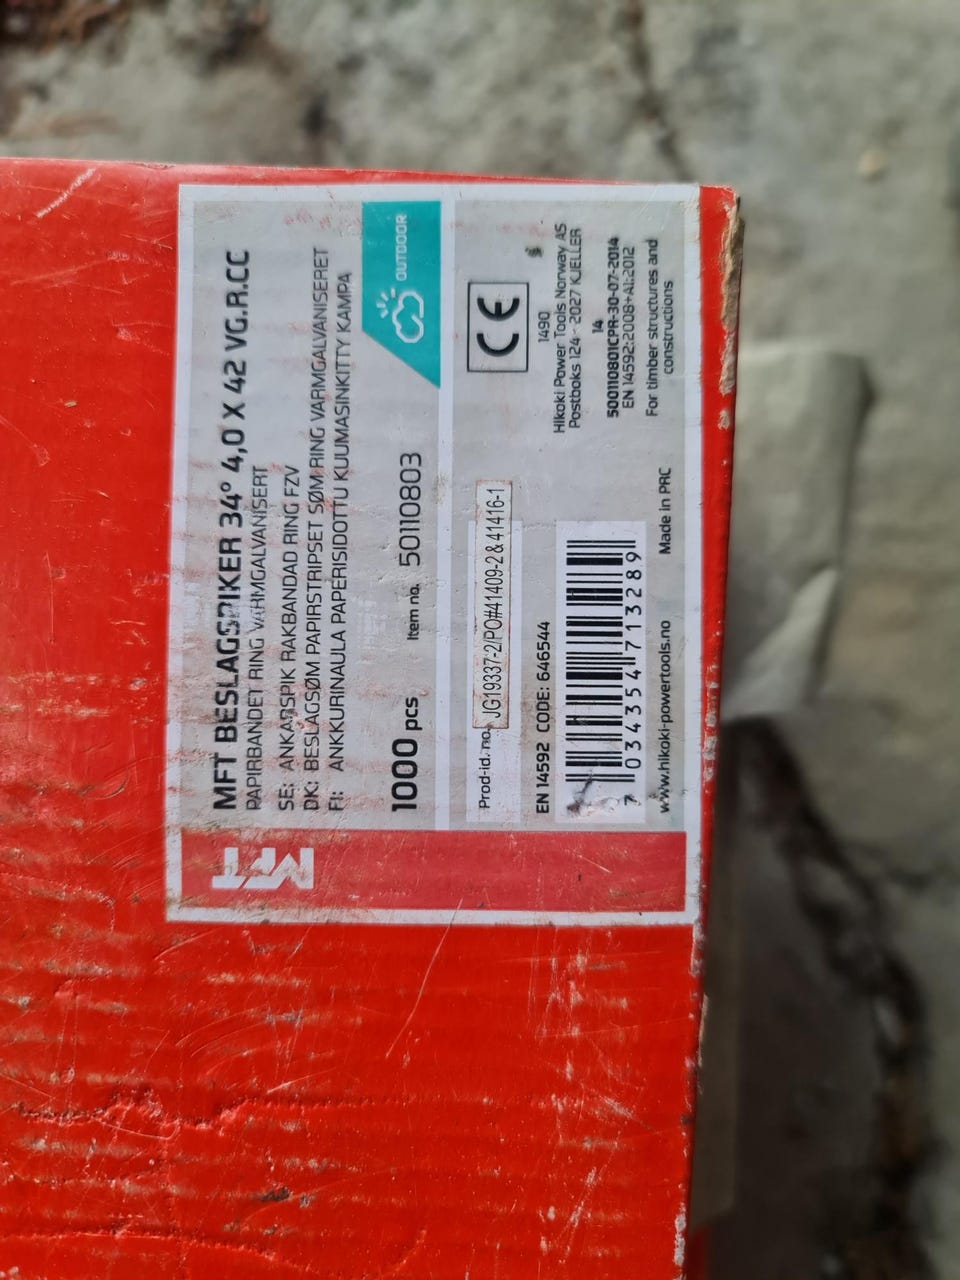 MFT
MFT BESLAGSPIKER 34° 4,0 X 42 VG.R.CC
PAPIRBANDET RING VARMGALVANISERT
SE: ANKARSPIK RAKBANDAD RING FZV
DK: BESLAGSØM PAPIRSTRIPSET SØM RING VARMGALVANISERET
FI: ANKKURINAULA PAPERISIDOTTU KUUMASINKITTY KAMPA
OUTDOOR
1000 pcs Item no. 501110803
Prod-id. no. JG19337-2/PO#41409-2&41416-1
EN 14592 CODE: 646544
7 034354 713289
www.hikoki-powertools.no Made in PRC
CE
1490
Hikoki Power Tools Norway AS
Postboks 124 - 2027 KJELLER
500110801CPR-30-07-2014
14
EN 14592:2008+A1:2012
For timber structures and
constructions